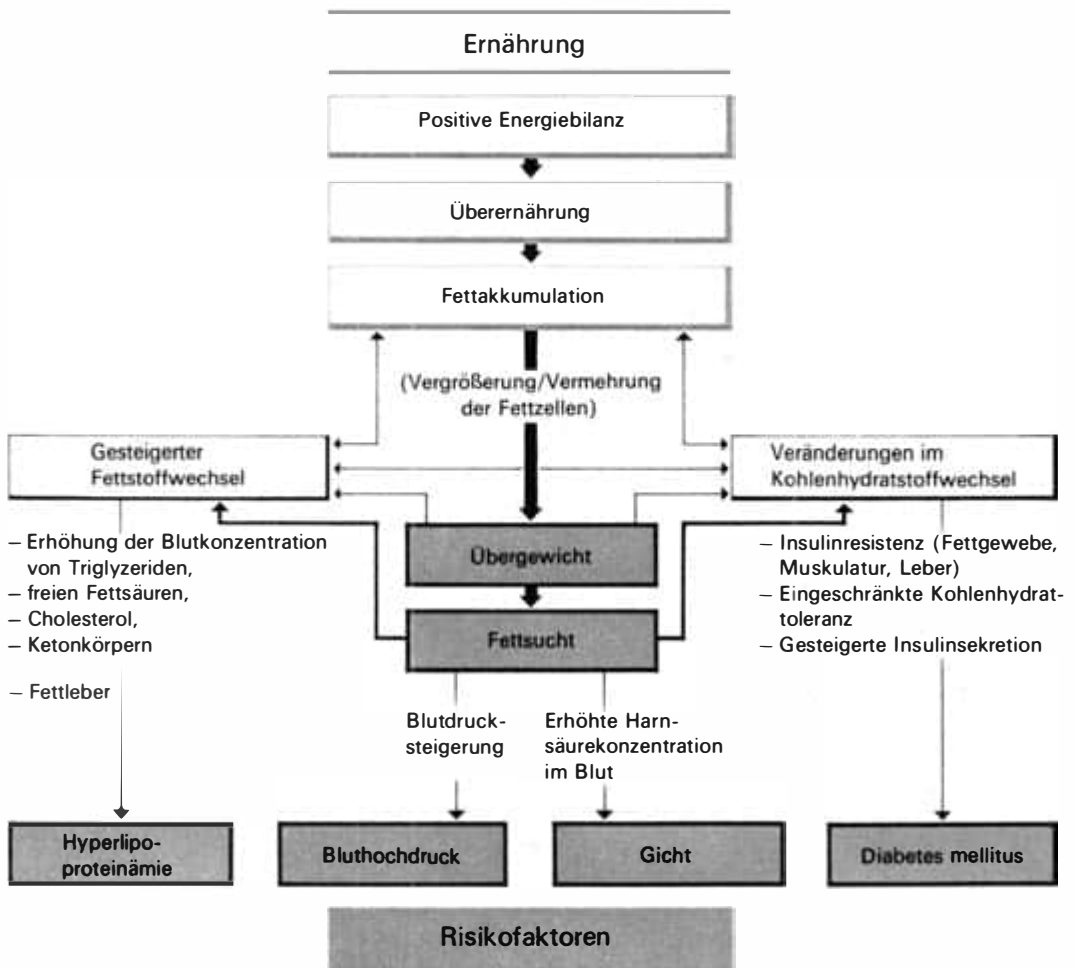 Ernährung
Positive Energiebilanz
Überernährung
Fettakkumulation
(Vergrößerung/Vermehrung
der Fettzellen)
Gesteigerter
Fettstoffwechsel
Veränderungen im
Kohlenhydratstoffwechsel
Übergewicht
Fettsucht
– Erhöhung der Blutkonzentration
von Triglyzeriden,
– freien Fettsäuren,
– Cholesterol,
– Ketonkörpern
– Fettleber
– Insulinresistenz (Fettgewebe,
Muskulatur, Leber)
– Eingeschränkte Kohlenhydrat-
toleranz
– Gesteigerte Insulinsekretion
Blutdruck-
steigerung
Erhöhte Harn-
säurekonzentration
im Blut
Hyperlipo-
proteinämie
Bluthochdruck
Gicht
Diabetes mellitus
Risikofaktoren